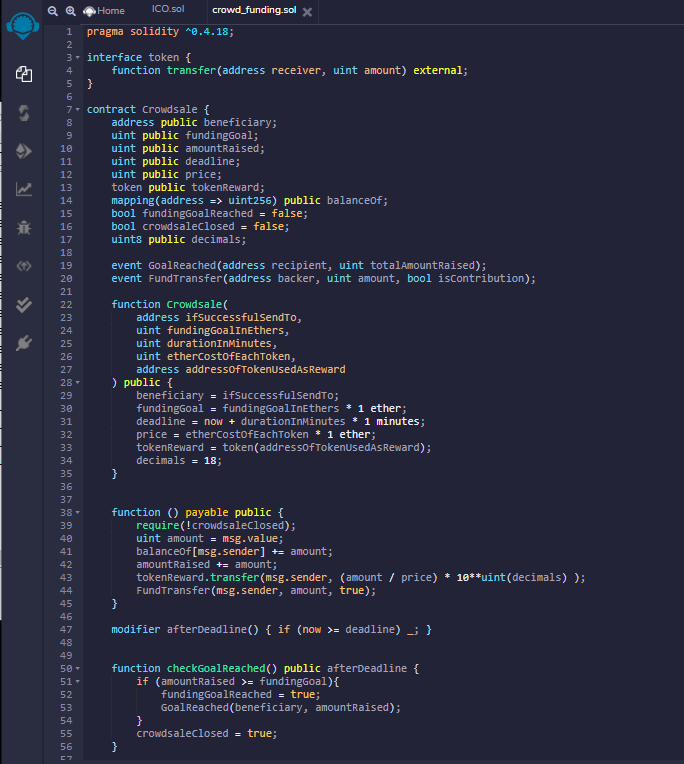 Home ICO.sol crowd_funding.sol
1 pragma solidity ^0.4.18;
2
3 interface token {
4     function transfer(address receiver, uint amount) external;
5 }
6
7 contract Crowdsale {
8     address public beneficiary;
9     uint public fundingGoal;
10     uint public amountRaised;
11     uint public deadline;
12     uint public price;
13     token public tokenReward;
14     mapping(address => uint256) public balanceOf;
15     bool fundingGoalReached = false;
16     bool crowdsaleClosed = false;
17     uint8 public decimals;
18
19     event GoalReached(address recipient, uint totalAmountRaised);
20     event FundTransfer(address backer, uint amount, bool isContribution);
21
22     function Crowdsale(
23         address ifSuccessfulSendTo,
24         uint fundingGoalInEthers,
25         uint durationInMinutes,
26         uint etherCostOfEachToken,
27         address addressOfTokenUsedAsReward
28     ) public {
29         beneficiary = ifSuccessfulSendTo;
30         fundingGoal = fundingGoalInEthers * 1 ether;
31         deadline = now + durationInMinutes * 1 minutes;
32         price = etherCostOfEachToken * 1 ether;
33         tokenReward = token(addressOfTokenUsedAsReward);
34         decimals = 18;
35     }
36
37
38     function () payable public {
39         require(!crowdsaleClosed);
40         uint amount = msg.value;
41         balanceOf[msg.sender] += amount;
42         amountRaised += amount;
43         tokenReward.transfer(msg.sender, (amount / price) * 10**uint(decimals) );
44         FundTransfer(msg.sender, amount, true);
45     }
46
47     modifier afterDeadline() { if (now >= deadline) _; }
48
49
50     function checkGoalReached() public afterDeadline {
51         if (amountRaised >= fundingGoal){
52             fundingGoalReached = true;
53             GoalReached(beneficiary, amountRaised);
54         }
55         crowdsaleClosed = true;
56     }
57